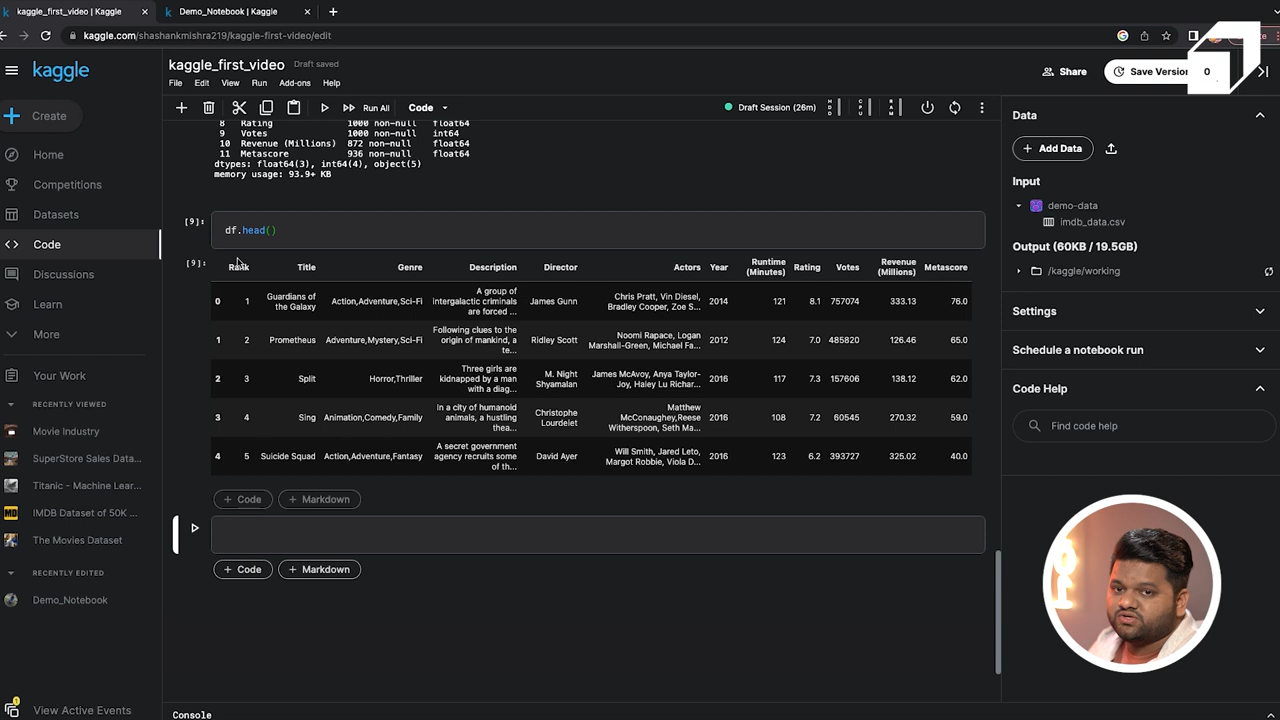 kaggle_first_video | Kaggle
Demo_Notebook | Kaggle
kaggle.com/shashankmishra219/kaggle-first-video/edit
kaggle
Create
Home
Competitions
Datasets
Code
Discussions
Learn
More
Your Work
RECENTLY VIEWED
Movie Industry
SuperStore Sales Data...
Titanic - Machine Lear...
IMDB Dataset of 50K ...
The Movies Dataset
RECENTLY EDITED
Demo_Notebook
View Active Events
kaggle_first_video Draft saved
File Edit View Run Add-ons Help
Share
Save Version 0
Run All
Code
Draft Session (26m)
8 Rating 1000 non-null float64
9 Votes 1000 non-null int64
10 Revenue (Millions) 872 non-null float64
11 Metascore 936 non-null float64
dtypes: float64(3), int64(4), object(5)
memory usage: 93.9+ KB
[9]:
df.head()
[9]:
Rank Title Genre Description Director Actors Year Runtime (Minutes) Rating Votes Revenue (Millions) Metascore
0 1 Guardians of the Galaxy Action,Adventure,Sci-Fi A group of intergalactic criminals are forced ... James Gunn Chris Pratt, Vin Diesel, Bradley Cooper, Zoe S... 2014 121 8.1 757074 333.13 76.0
1 2 Prometheus Adventure,Mystery,Sci-Fi Following clues to the origin of mankind, a te... Ridley Scott Noomi Rapace, Logan Marshall-Green, Michael Fa... 2012 124 7.0 485820 126.46 65.0
2 3 Split Horror,Thriller Three girls are kidnapped by a man with a diag... M. Night Shyamalan James McAvoy, Anya Taylor-Joy, Haley Lu Richar... 2016 117 7.3 157606 138.12 62.0
3 4 Sing Animation,Comedy,Family In a city of humanoid animals, a hustling thea... Christophe Lourdelet Matthew McConaughey,Reese Witherspoon, Seth Ma... 2016 108 7.2 60545 270.32 59.0
4 5 Suicide Squad Action,Adventure,Fantasy A secret government agency recruits some of th... David Ayer Will Smith, Jared Leto, Margot Robbie, Viola D... 2016 123 6.2 393727 325.02 40.0
+ Code + Markdown
+ Code + Markdown
Console
Data
+ Add Data
Input
demo-data
imdb_data.csv
Output (60KB / 19.5GB)
/kaggle/working
Settings
Schedule a notebook run
Code Help
Find code help